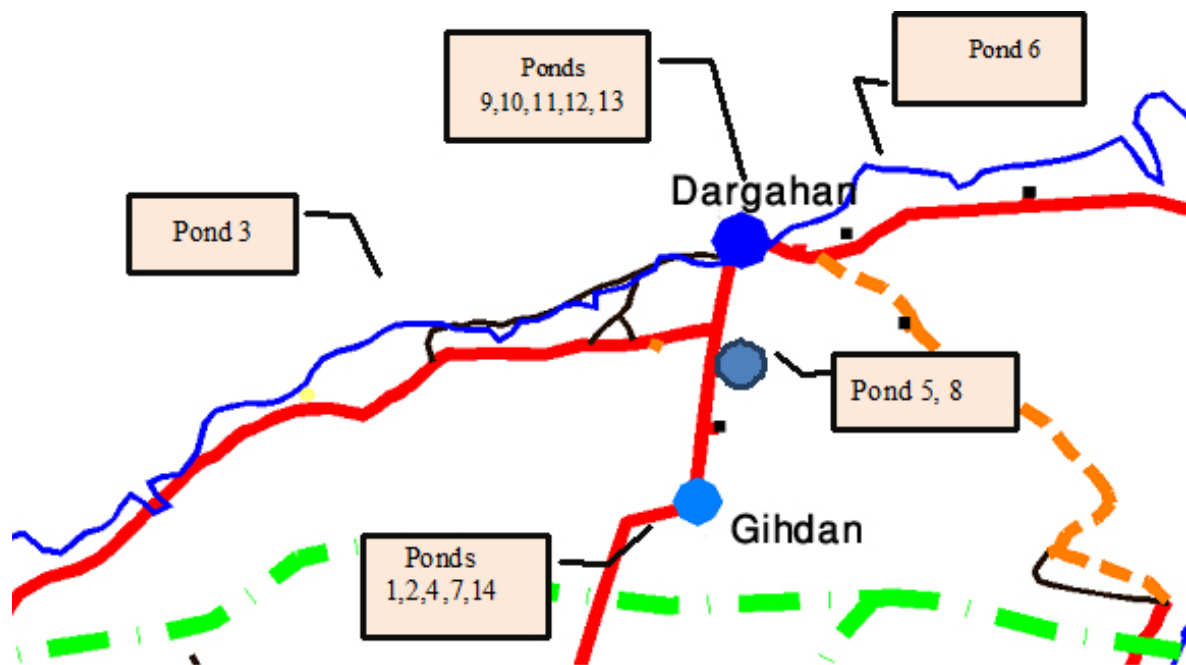 Pond 6
Ponds
9,10,11,12,13
Dargahan
Pond 3
Pond 5, 8
Gihdan
Ponds
1,2,4,7,14